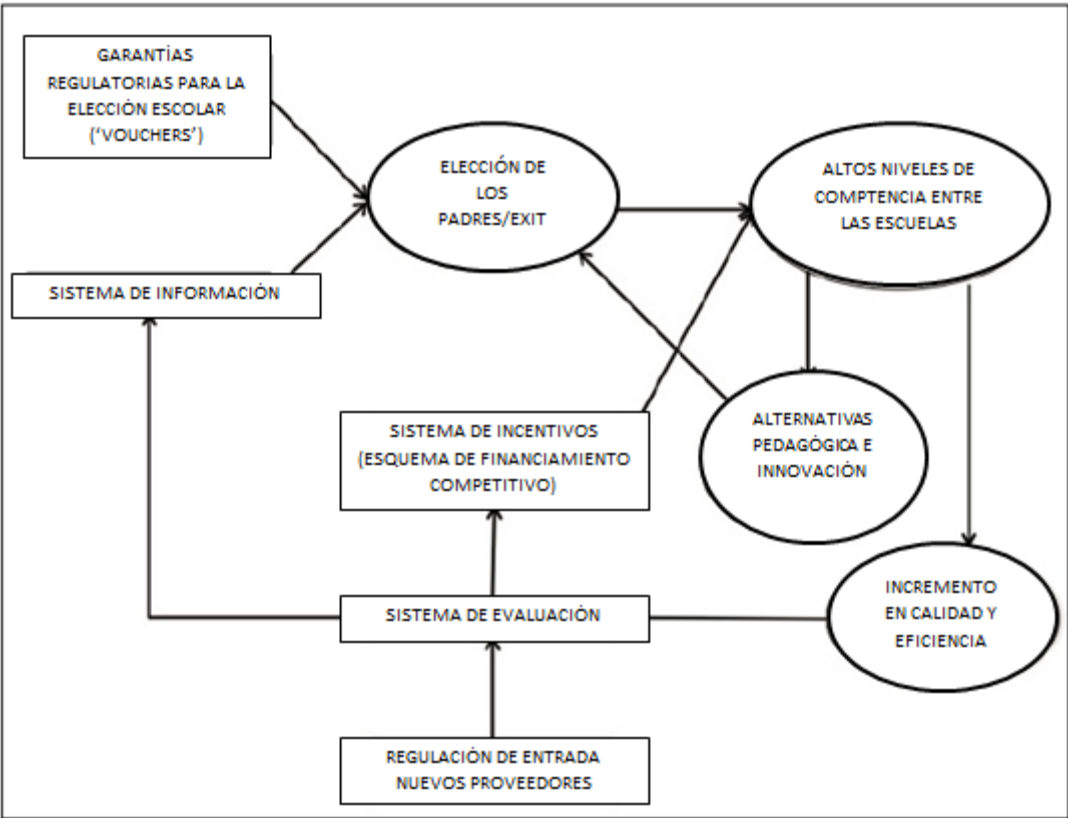 GARANTÍAS
REGULATORIAS PARA LA
ELECCIÓN ESCOLAR
('VOUCHERS')
ELECCIÓN DE
LOS
PADRES/EXIT
ALTOS NIVELES DE
COMPTENCIA ENTRE
LAS ESCUELAS
SISTEMA DE INFORMACIÓN
SISTEMA DE INCENTIVOS
(ESQUEMA DE FINANCIAMIENTO
COMPETITIVO)
ALTERNATIVAS
PEDAGÓGICA E
INNOVACIÓN
SISTEMA DE EVALUACIÓN
INCREMENTO
EN CALIDAD Y
EFICIENCIA
REGULACIÓN DE ENTRADA
NUEVOS PROVEEDORES